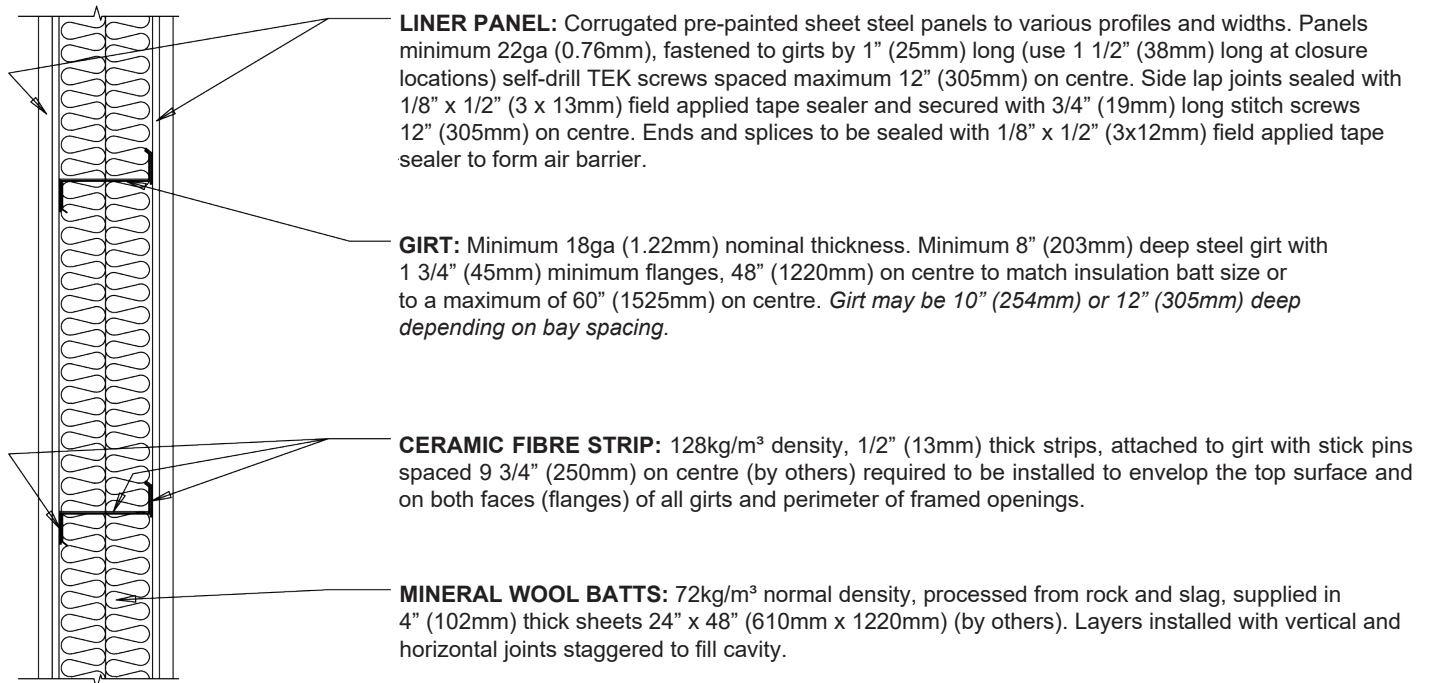 LINER PANEL: Corrugated pre-painted sheet steel panels to various profiles and widths. Panels
minimum 22ga (0.76mm), fastened to girts by 1” (25mm) long (use 1 1/2” (38mm) long at closure
locations) self-drill TEK screws spaced maximum 12” (305mm) on centre. Side lap joints sealed with
1/8” x 1/2” (3 x 13mm) field applied tape sealer and secured with 3/4” (19mm) long stitch screws
12” (305mm) on centre. Ends and splices to be sealed with 1/8” x 1/2” (3x12mm) field applied tape
sealer to form air barrier.
GIRT: Minimum 18ga (1.22mm) nominal thickness. Minimum 8” (203mm) deep steel girt with
1 3/4” (45mm) minimum flanges, 48” (1220mm) on centre to match insulation batt size or
to a maximum of 60” (1525mm) on centre. Girt may be 10” (254mm) or 12” (305mm) deep
depending on bay spacing.
CERAMIC FIBRE STRIP: 128kg/m³ density, 1/2” (13mm) thick strips, attached to girt with stick pins
spaced 9 3/4” (250mm) on centre (by others) required to be installed to envelop the top surface and
on both faces (flanges) of all girts and perimeter of framed openings.
MINERAL WOOL BATTS: 72kg/m³ normal density, processed from rock and slag, supplied in
4” (102mm) thick sheets 24” x 48” (610mm x 1220mm) (by others). Layers installed with vertical and
horizontal joints staggered to fill cavity.